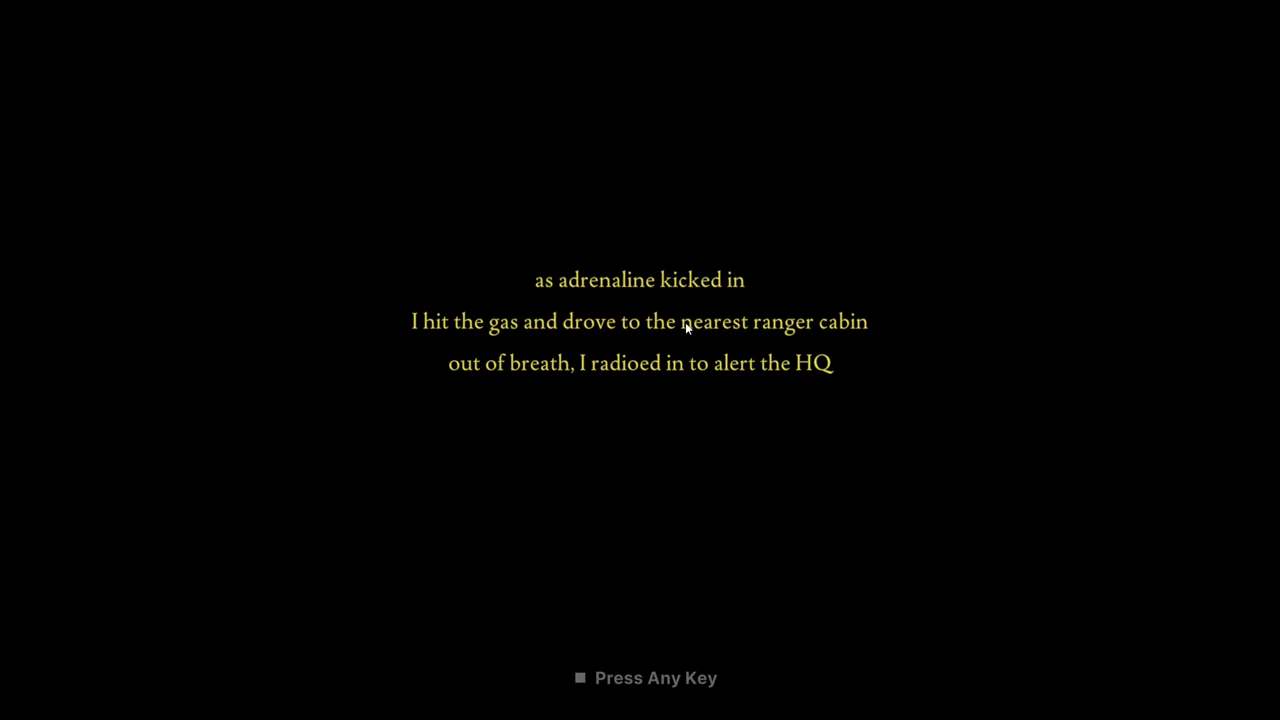 as adrenaline kicked in
I hit the gas and drove to the nearest ranger cabin
out of breath, I radioed in to alert the HQ
Press Any Key